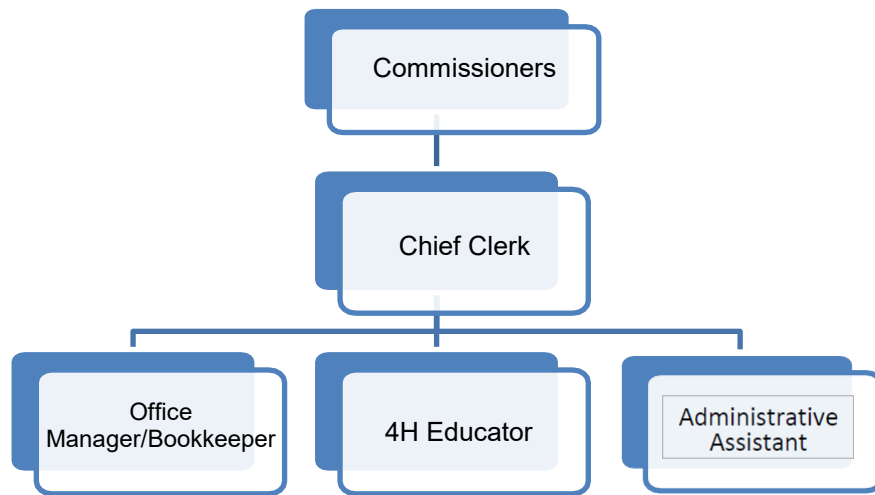 Commissioners
Chief Clerk
Office
Manager/Bookkeeper
4H Educator
Administrative
Assistant